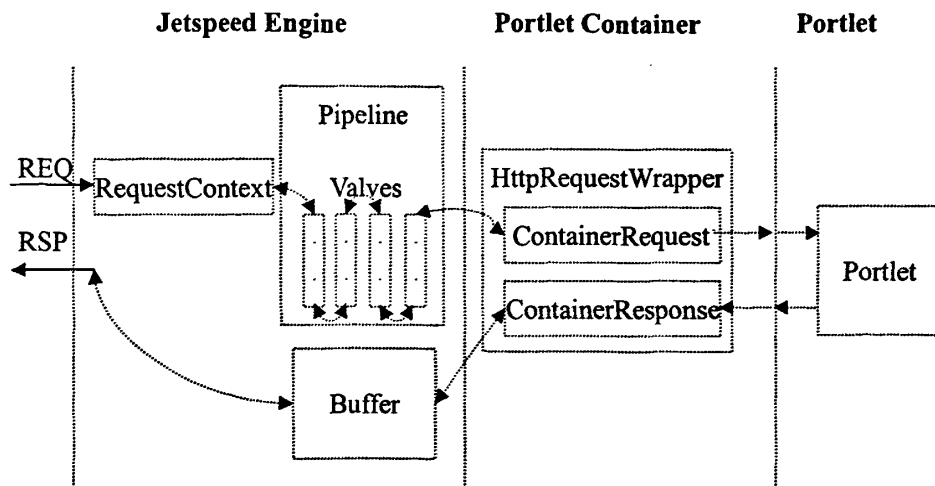 Jetspeed Engine
Portlet Container
Portlet
Pipeline
REQ
RequestContext
Valves
HttpRequestWrapper
ContainerRequest
RSP
Portlet
ContainerResponse
Buffer